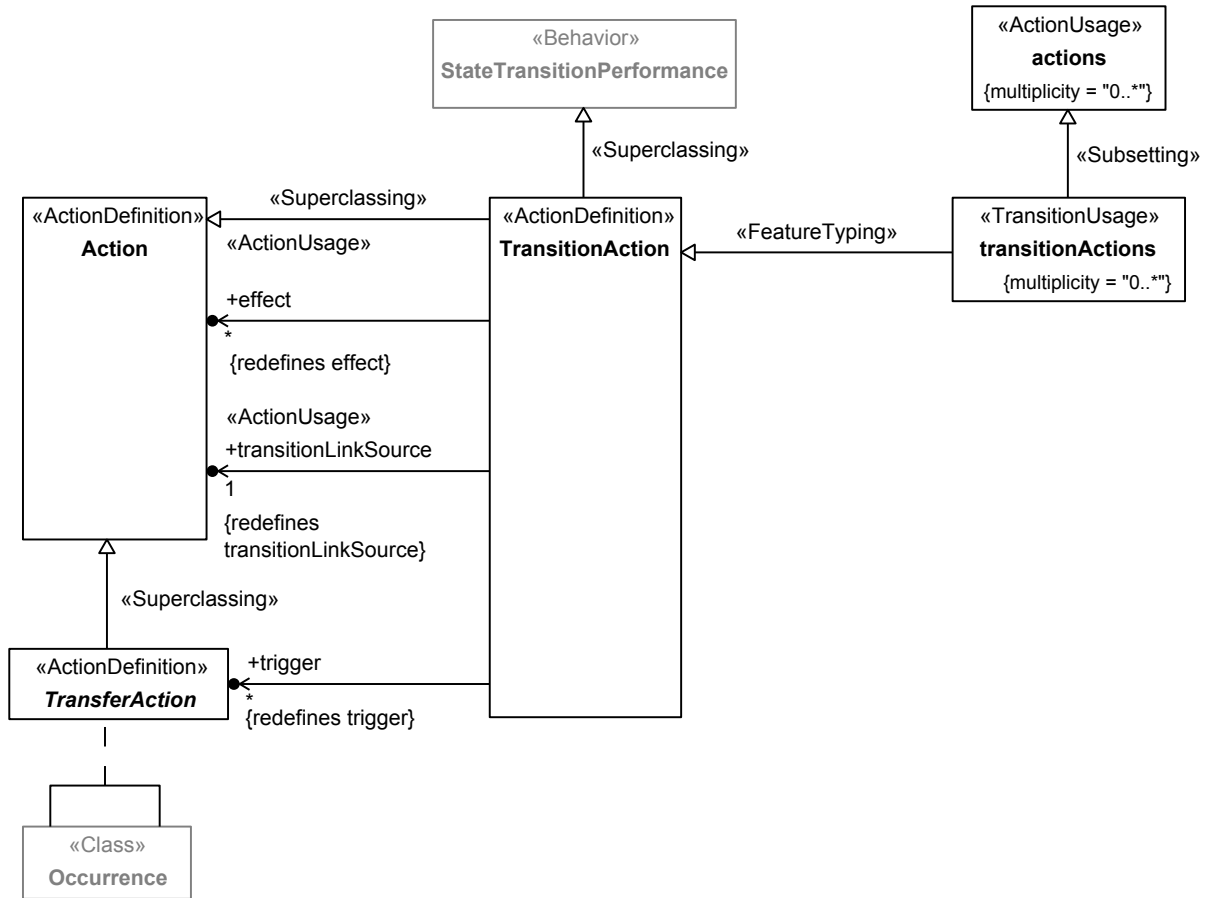 «Behavior»
StateTransitionPerformance
«ActionUsage»
actions
{multiplicity = "0..*"}
«Superclassing»
«Subsetting»
«ActionDefinition»
Action
«Superclassing»
«ActionUsage»
+effect
*
{redefines effect}
«ActionUsage»
+transitionLinkSource
1
{redefines
transitionLinkSource}
«ActionDefinition»
TransitionAction
«FeatureTyping»
«TransitionUsage»
transitionActions
{multiplicity = "0..*"}
«Superclassing»
«ActionDefinition»
TransferAction
+trigger
*
{redefines trigger}
«Class»
Occurrence